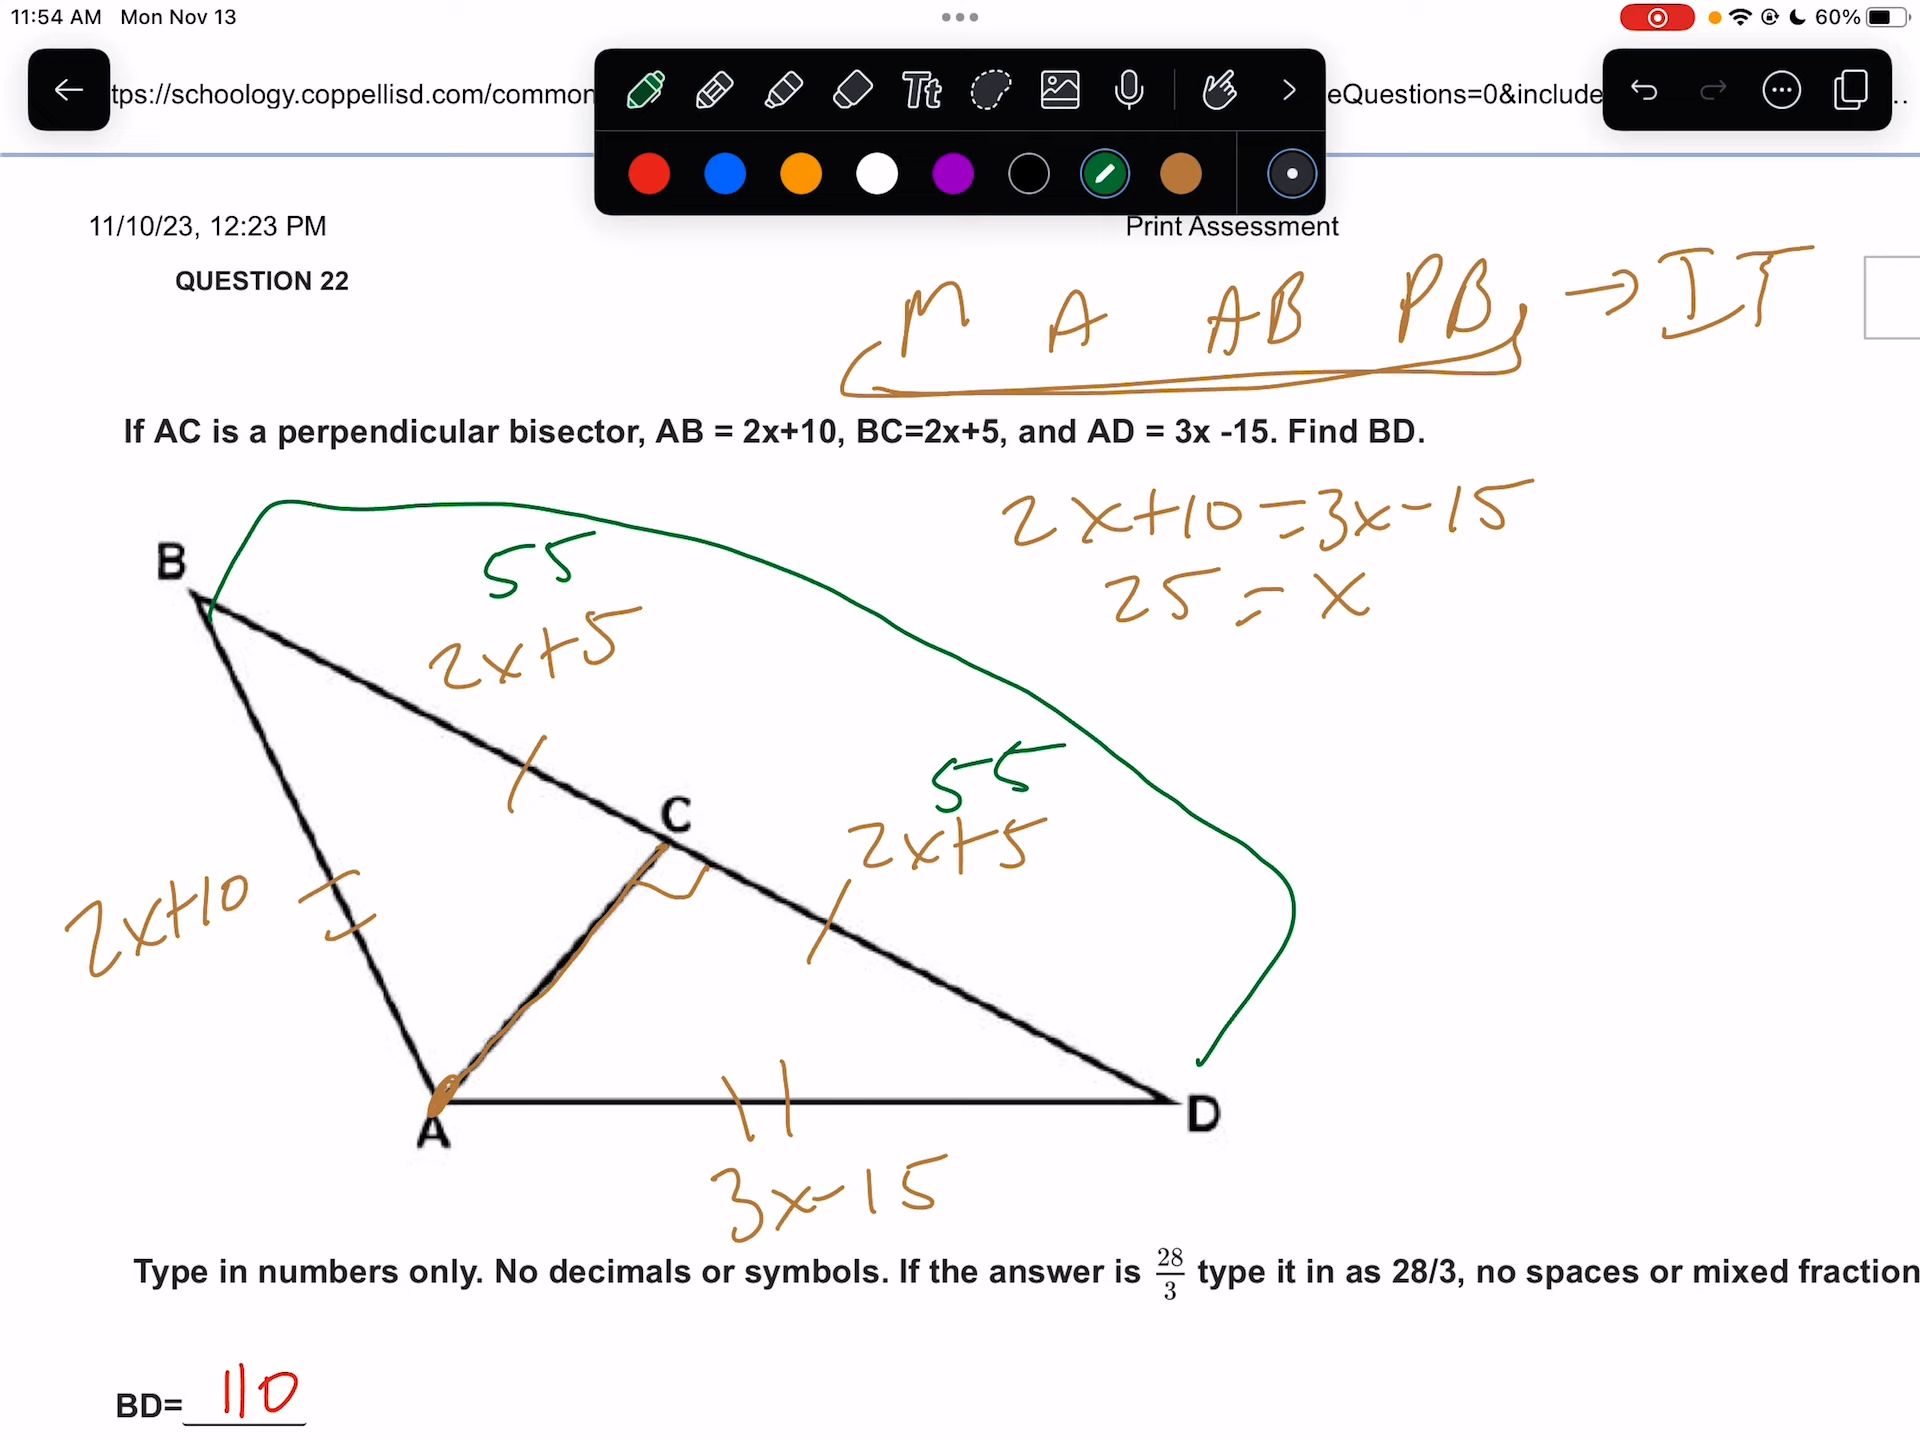 11:54 AM Mon Nov 13
60%
tps://schoology.coppellisd.com/common
Tt
eQuestions=0&include
11/10/23, 12:23 PM
Print Assessment
QUESTION 22
M A AB PB → IT
If AC is a perpendicular bisector, AB = 2x+10, BC=2x+5, and AD = 3x -15. Find BD.
2x+10=3x-15
25=x
B
55
2x+5
C
55
2x+5
2x+10
A
D
3x-15
Type in numbers only. No decimals or symbols. If the answer is 28/3 type it in as 28/3, no spaces or mixed fraction
BD= 110